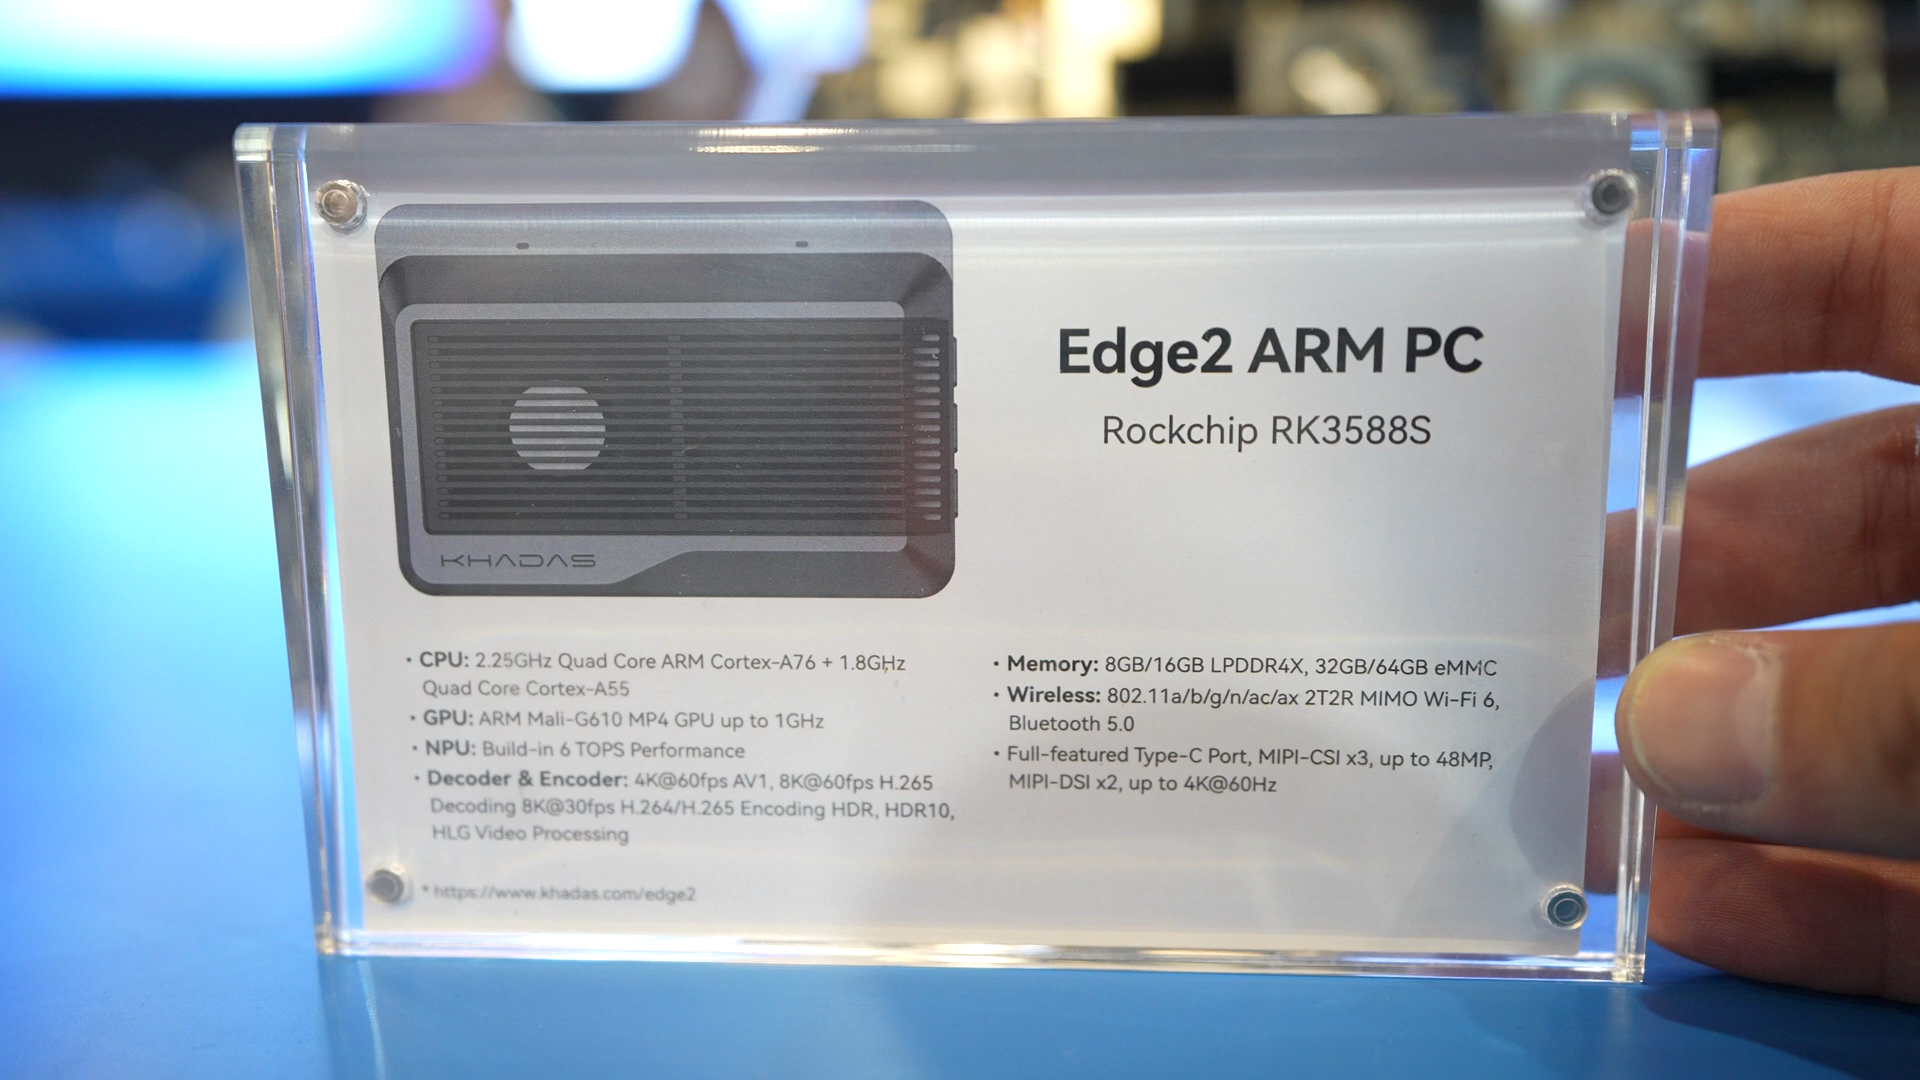 KHADAS
Edge2 ARM PC
Rockchip RK3588S
• CPU: 2.25GHz Quad Core ARM Cortex-A76 + 1.8GHz
Quad Core Cortex-A55
• GPU: ARM Mali-G610 MP4 GPU up to 1GHz
• NPU: Build-in 6 TOPS Performance
• Decoder & Encoder: 4K@60fps AV1, 8K@60fps H.265
Decoding 8K@30fps H.264/H.265 Encoding HDR, HDR10,
HLG Video Processing
* https://www.khadas.com/edge2
• Memory: 8GB/16GB LPDDR4X, 32GB/64GB eMMC
• Wireless: 802.11a/b/g/n/ac/ax 2T2R MIMO Wi-Fi 6,
Bluetooth 5.0
• Full-featured Type-C Port, MIPI-CSI x3, up to 48MP,
MIPI-DSI x2, up to 4K@60Hz